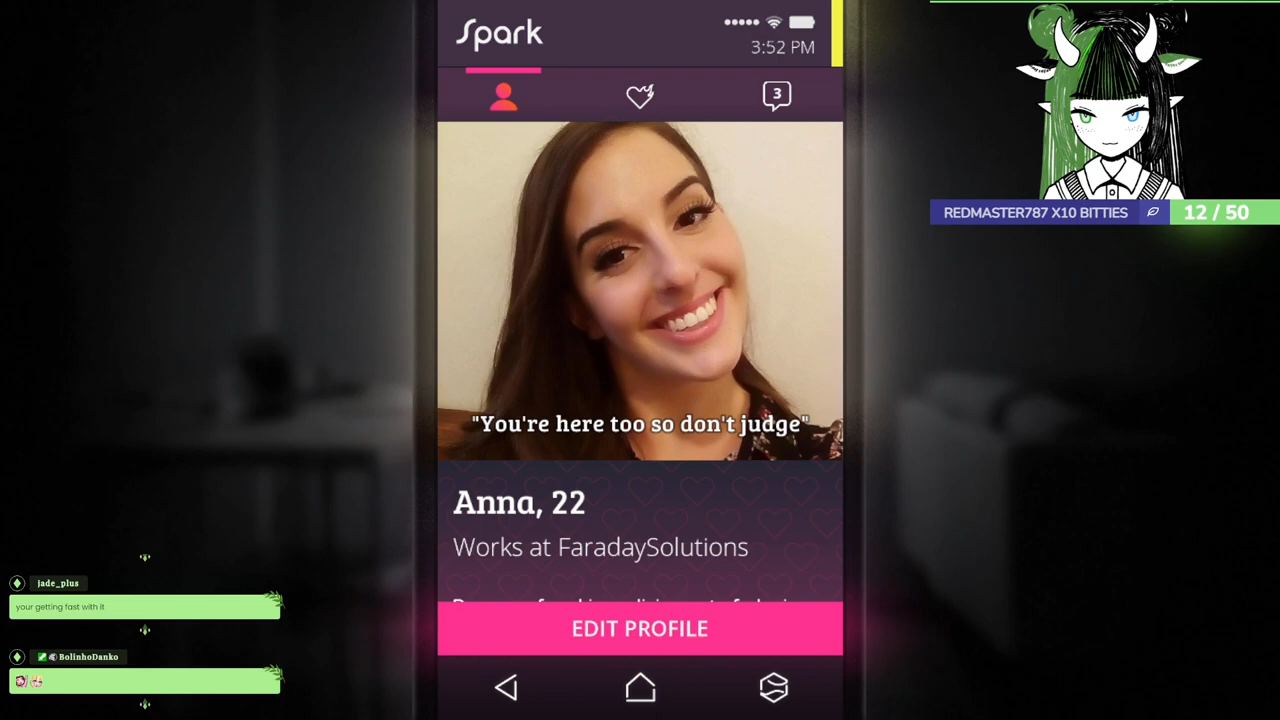 Spark
3:52 PM
3
"You're here too so don't judge"
Anna, 22
Works at FaradaySolutions
EDIT PROFILE
REDMASTER787 X10 BITTIES
12 / 50
jade_plus
your getting fast with it
BolinhoDanko